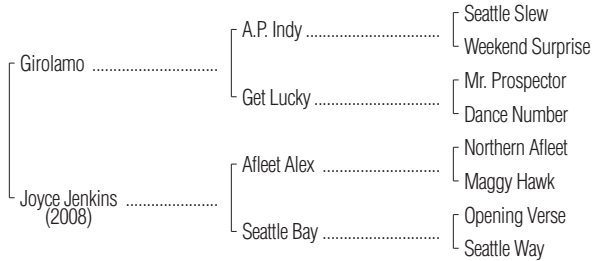 Seattle Slew
A.P. Indy ................................
Weekend Surprise
Girolamo ..............................
Mr. Prospector
Get Lucky ..............................
Dance Number
Northern Afleet
Afleet Alex ............................
Maggy Hawk
Joyce Jenkins ......................
(2008)
Opening Verse
Seattle Bay .............................
Seattle Way